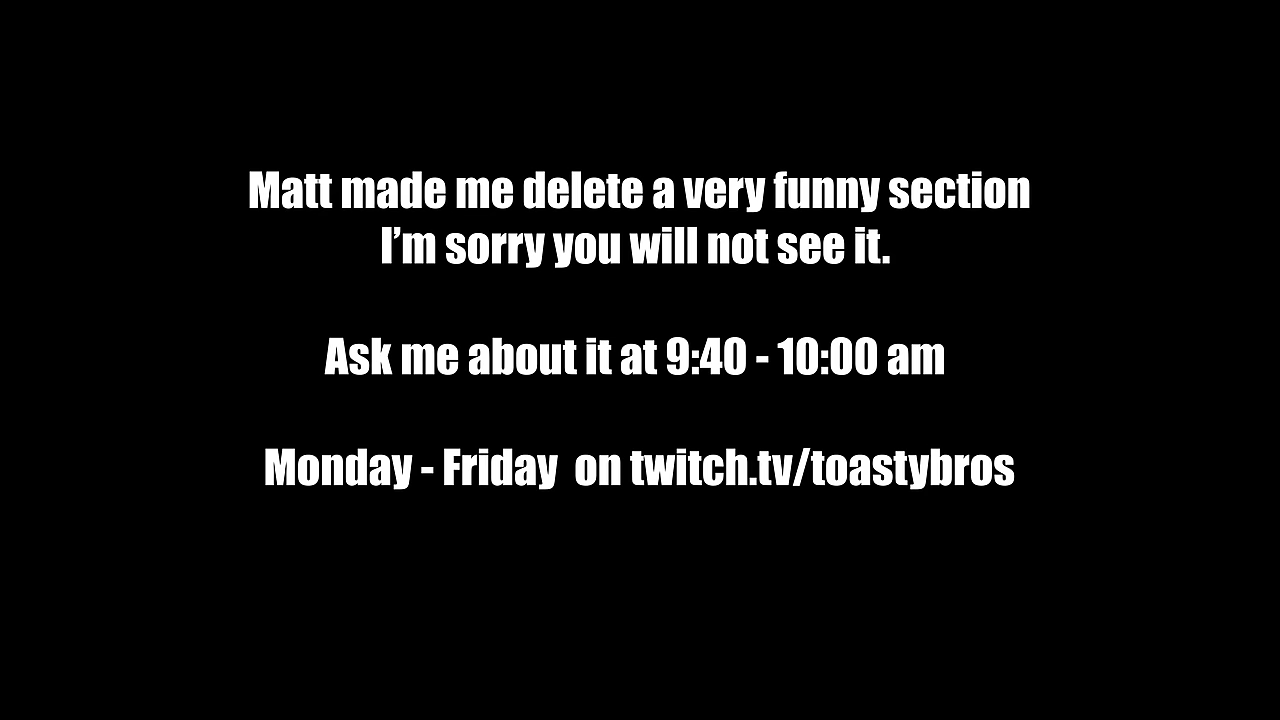 Matt made me delete a very funny section
I’m sorry you will not see it.
Ask me about it at 9:40 - 10:00 am
Monday - Friday  on twitch.tv/toastybros